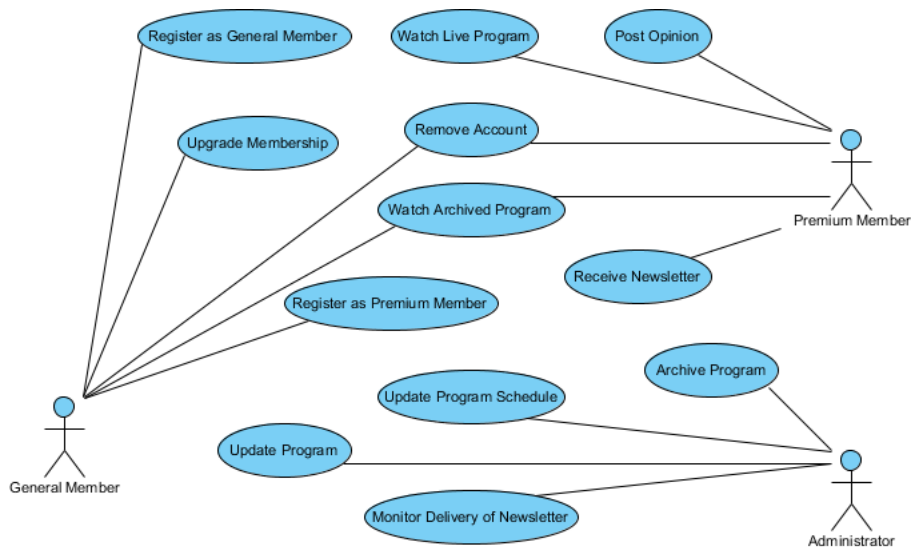 Register as General Member
Watch Live Program
Post Opinion
Upgrade Membership
Remove Account
Watch Archived Program
Premium Member
Receive Newsletter
Register as Premium Member
Archive Program
Update Program Schedule
Update Program
General Member
Monitor Delivery of Newsletter
Administrator